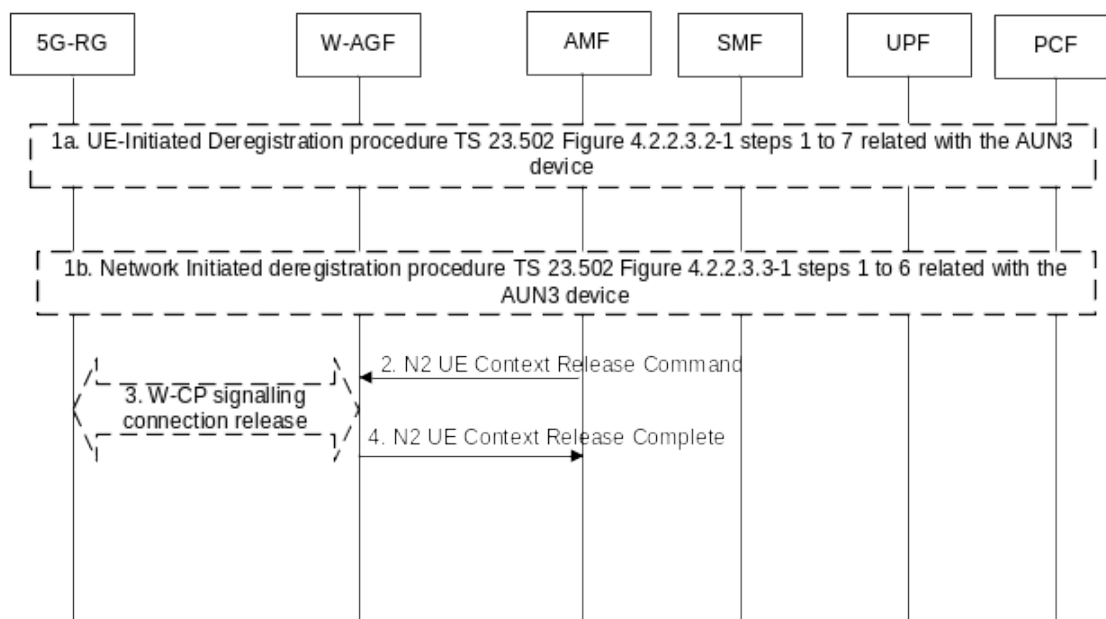 5G-RG W-AGF AMF SMF UPF PCF
1a. UE-Initiated Deregistration procedure TS 23.502 Figure 4.2.2.3.2-1 steps 1 to 7 related with the AUN3
device
1b. Network Initiated deregistration procedure TS 23.502 Figure 4.2.2.3.3-1 steps 1 to 6 related with the
AUN3 device
2. N2 UE Context Release Command
3. W-CP signalling
connection release
4. N2 UE Context Release Complete